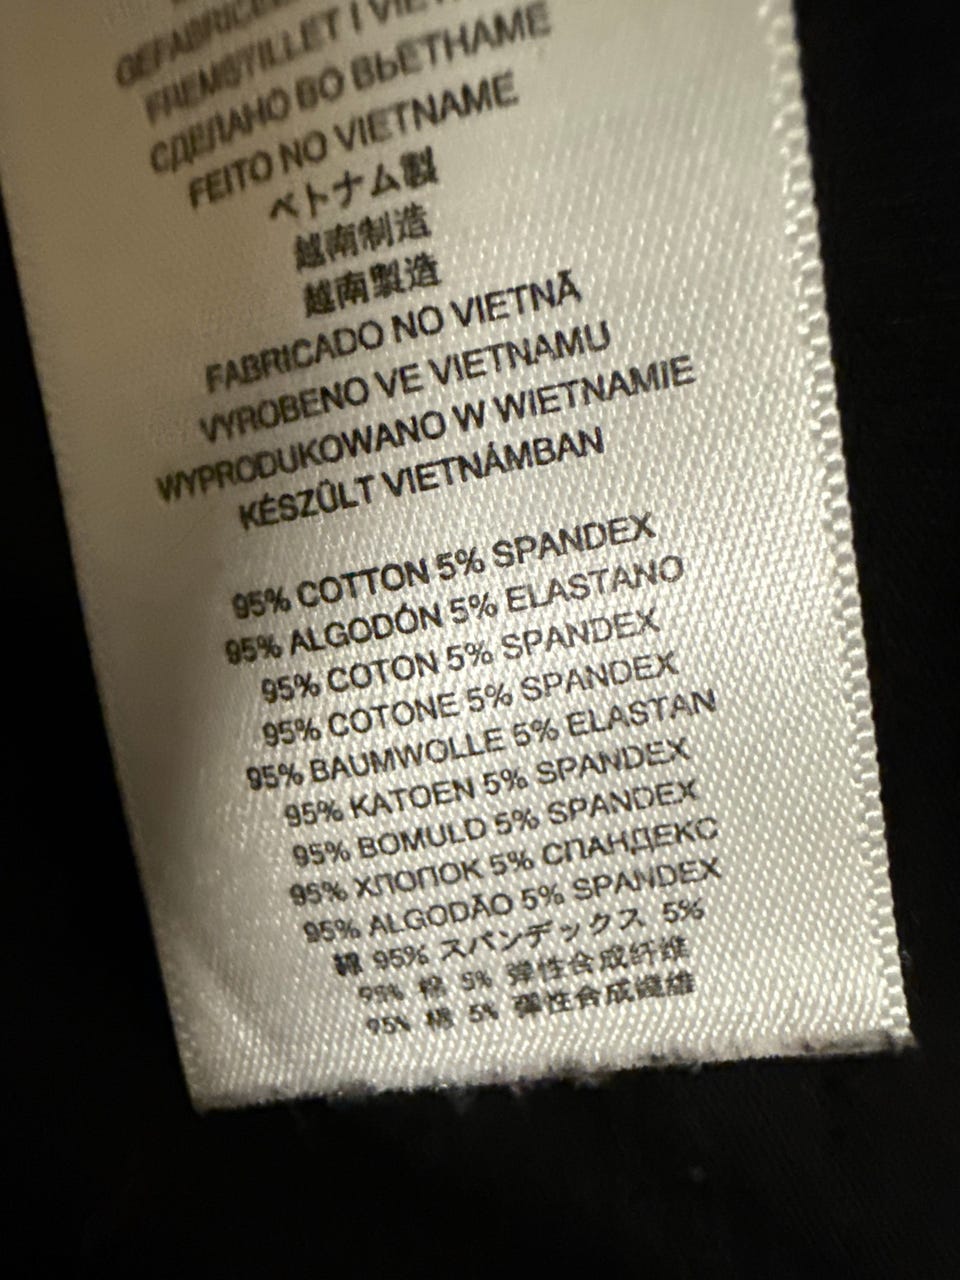 FREMSTILLET I
СДЕЛАНО ВО ВЬЕТНАМЕ
FEITO NO VIETNAME
ベトナム製
越南制造
越南製造
FABRICADO NO VIETNÃ
VYROBENO VE VIETNAMU
WYPRODUKOWANO W WIETNAMIE
KÉSZÜLT VIETNÁMBAN
95% COTTON 5% SPANDEX
95% ALGODÓN 5% ELASTANO
95% COTON 5% SPANDEX
95% COTONE 5% SPANDEX
95% BAUMWOLLE 5% ELASTAN
95% KATOEN 5% SPANDEX
95% BOMULD 5% SPANDEX
95% ХЛОПОК 5% СПАНДЕКС
95% ALGODÃO 5% SPANDEX
綿 95% スパンデックス 5%
95% 棉 5% 弹性合成纤维
95% 棉 5% 彈性合成纖維